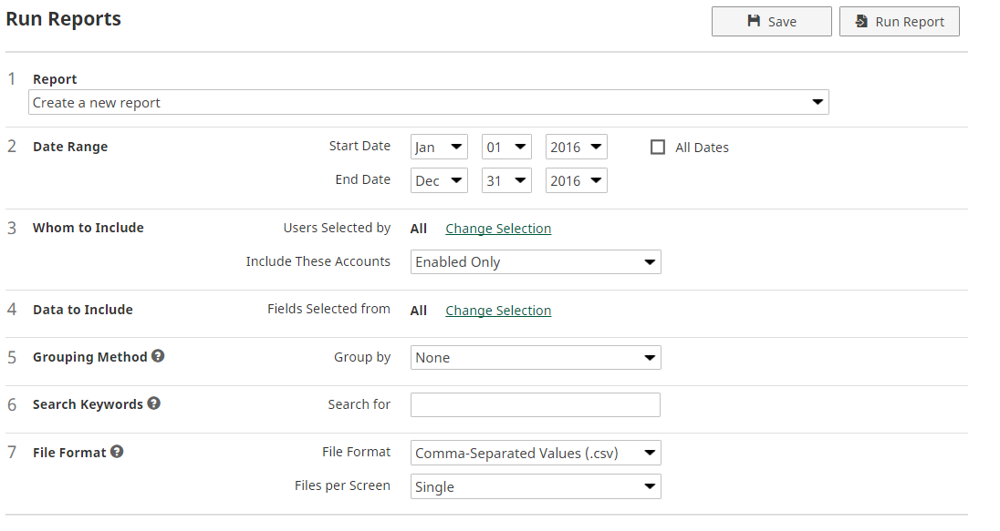 Run Reports
Save
Run Report
1 Report
Create a new report
2 Date Range
Start Date Jan 01 2016 All Dates
End Date Dec 31 2016
3 Whom to Include
Users Selected by All Change Selection
Include These Accounts Enabled Only
4 Data to Include
Fields Selected from All Change Selection
5 Grouping Method ?
Group by None
6 Search Keywords ?
Search for
7 File Format ?
File Format Comma-Separated Values (.csv)
Files per Screen Single